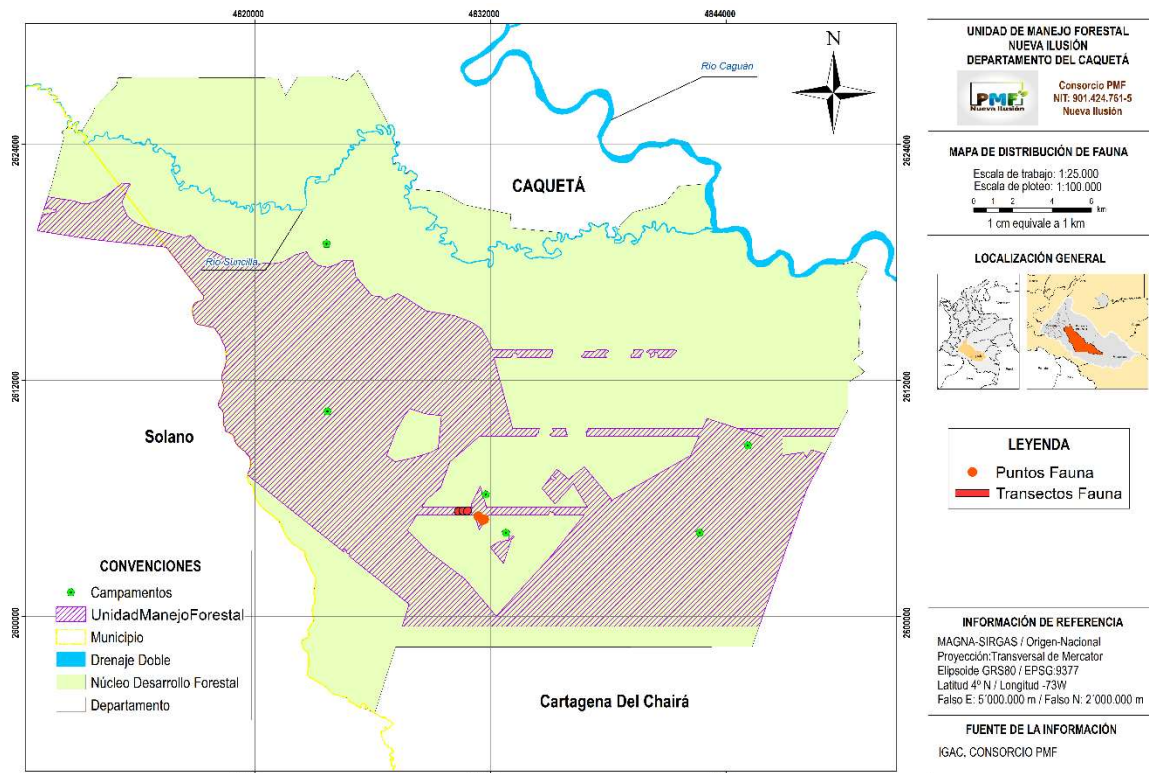 4820000
4832000
4844000
2624000
2612000
2600000
2624000
2612000
2600000
N
Río Caguán
CAQUETÁ
Río Suncilla
Solano
Cartagena Del Chairá
CONVENCIONES
Campamentos
UnidadManejoForestal
Municipio
Drenaje Doble
Núcleo Desarrollo Forestal
Departamento
UNIDAD DE MANEJO FORESTAL
NUEVA ILUSIÓN
DEPARTAMENTO DEL CAQUETÁ
PMF
Nueva Ilusión
Consorcio PMF
NIT: 901.424.761-5
Nueva Ilusión
MAPA DE DISTRIBUCIÓN DE FAUNA
Escala de trabajo: 1:25.000
Escala de ploteo: 1:100.000
0 1 2 4 6
km
1 cm equivale a 1 km
LOCALIZACIÓN GENERAL
LEYENDA
Puntos Fauna
Transectos Fauna
INFORMACIÓN DE REFERENCIA
MAGNA-SIRGAS / Origen-Nacional
Proyección:Transversal de Mercator
Elipsoide GRS80 / EPSG:9377
Latitud 4º N / Longitud -73W
Falso E: 5´000.000 m / Falso N: 2´000.000 m
FUENTE DE LA INFORMACIÓN
IGAC, CONSORCIO PMF